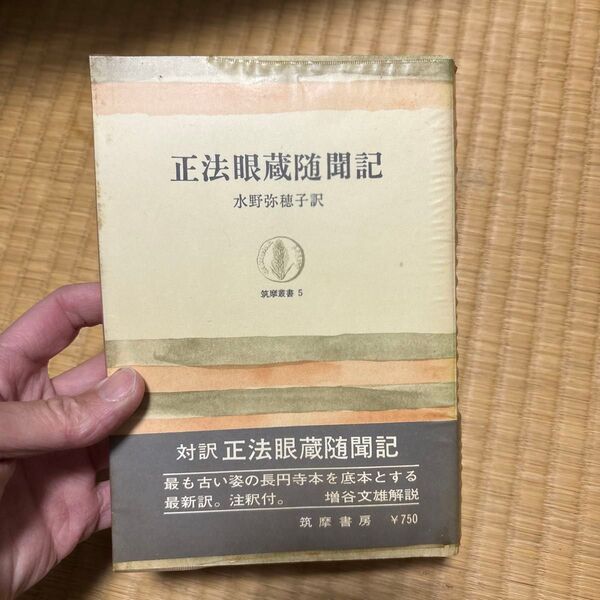 正法眼蔵随聞記
水野弥穂子訳
筑摩叢書 5
対訳 正法眼蔵随聞記
最も古い姿の長円寺本を底本とする
最新訳。注釈付。 増谷文雄解説
筑摩書房 ¥750